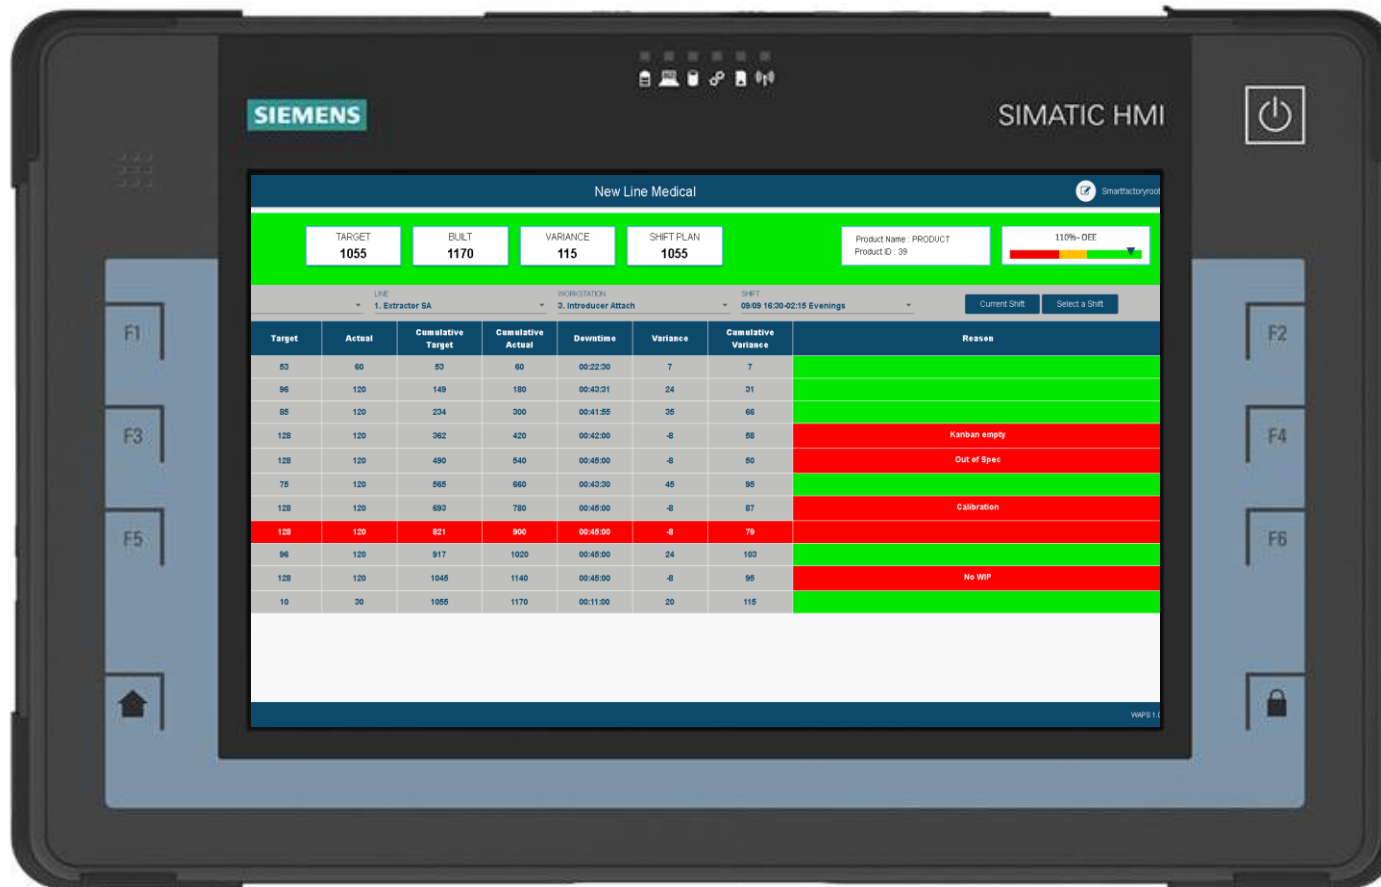 SIEMENS
SIMATIC HMI
New Line Medical
Smartfactoryroot
TARGET
1055
BUILT
1170
VARIANCE
115
SHIFT PLAN
1055
Product Name : PRODUCT
Product ID : 39
110%- OEE
LINE
1. Extractor SA
WORKSTATION
3. Introducer Attach
SHIFT
09/09 16:30-02:15 Evenings
Current Shift
Select a Shift
Target Actual Cumulative Target Cumulative Actual Downtime Variance Cumulative Variance Reason
53 60 53 60 00:22:30 7 7
96 120 149 180 00:43:31 24 31
85 120 234 300 00:41:55 35 66
128 120 362 420 00:42:00 -8 58 Kanban empty
128 120 490 540 00:45:00 -8 50 Out of Spec
75 120 565 660 00:43:30 45 95
128 120 693 780 00:45:00 -8 87 Calibration
128 120 821 900 00:45:00 -8 79
96 120 917 1020 00:45:00 24 103
128 120 1045 1140 00:45:00 -8 95 No WIP
10 30 1055 1170 00:11:00 20 115
WAPS 1.0
F1
F2
F3
F4
F5
F6